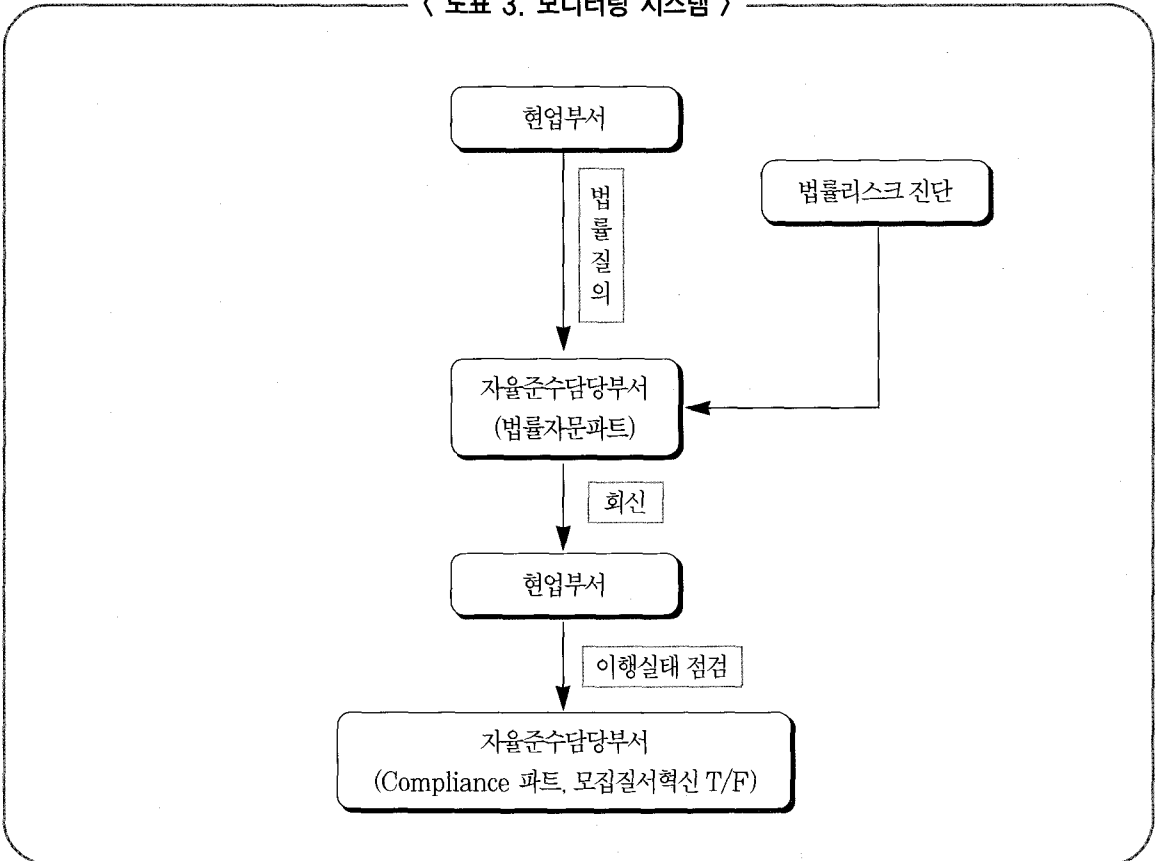 〈 도표 3. 모니터링 시스템 〉
현업부서
법률질의
법률리스크 진단
자율준수담당부서
(법률자문파트)
회신
현업부서
이행실태 점검
자율준수담당부서
(Compliance 파트, 모집질서혁신 T/F)